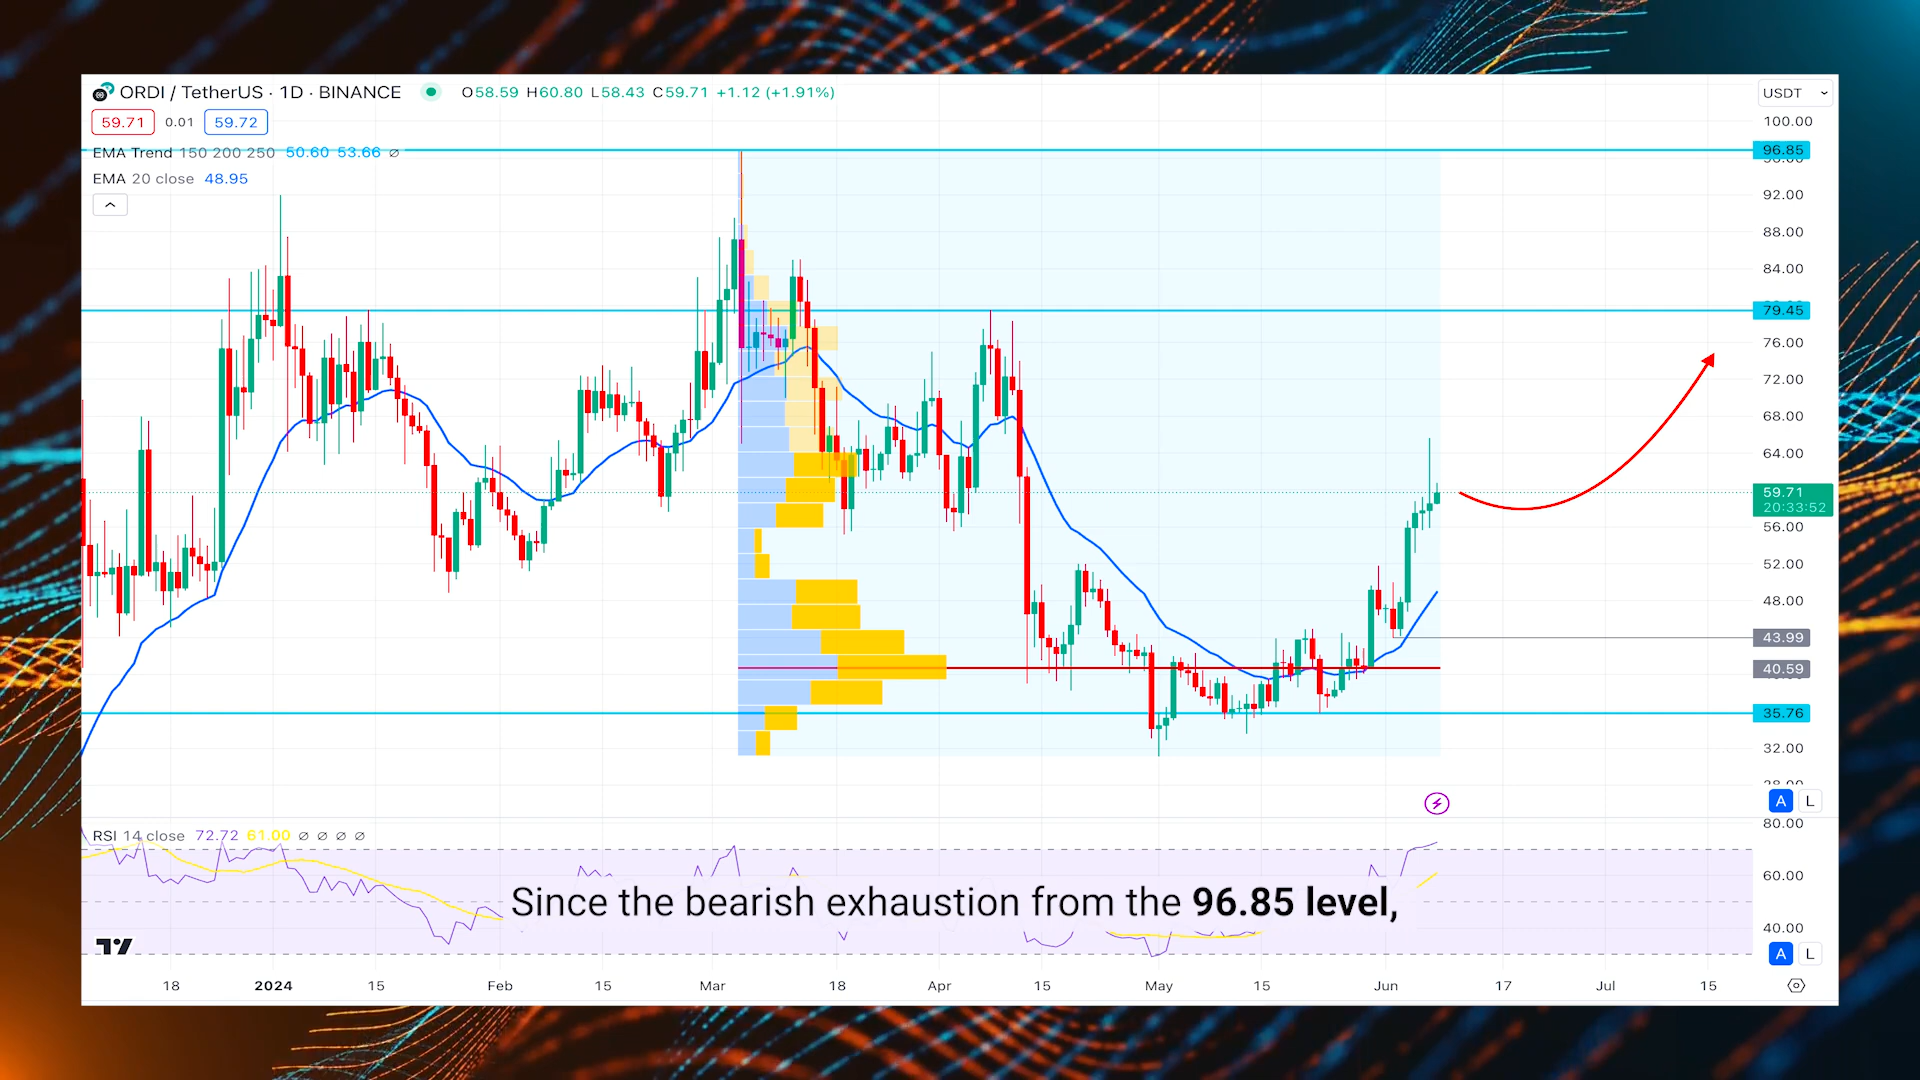 ORDI / TetherUS · 1D · BINANCE O58.59 H60.80 L58.43 C59.71 +1.12 (+1.91%)
USDT
59.71 0.01 59.72
EMA Trend 150 200 250 50.60 53.66 ∅
EMA 20 close 48.95
100.00
96.85
92.00
88.00
84.00
79.45
76.00
72.00
68.00
64.00
59.71
20:33:52
56.00
52.00
48.00
43.99
40.59
35.76
32.00
A L
RSI 14 close 72.72 61.00 ∅ ∅ ∅ ∅
80.00
60.00
40.00
Since the bearish exhaustion from the 96.85 level,
A L
18 2024 15 Feb 15 Mar 18 Apr 15 May 15 Jun 17 Jul 15